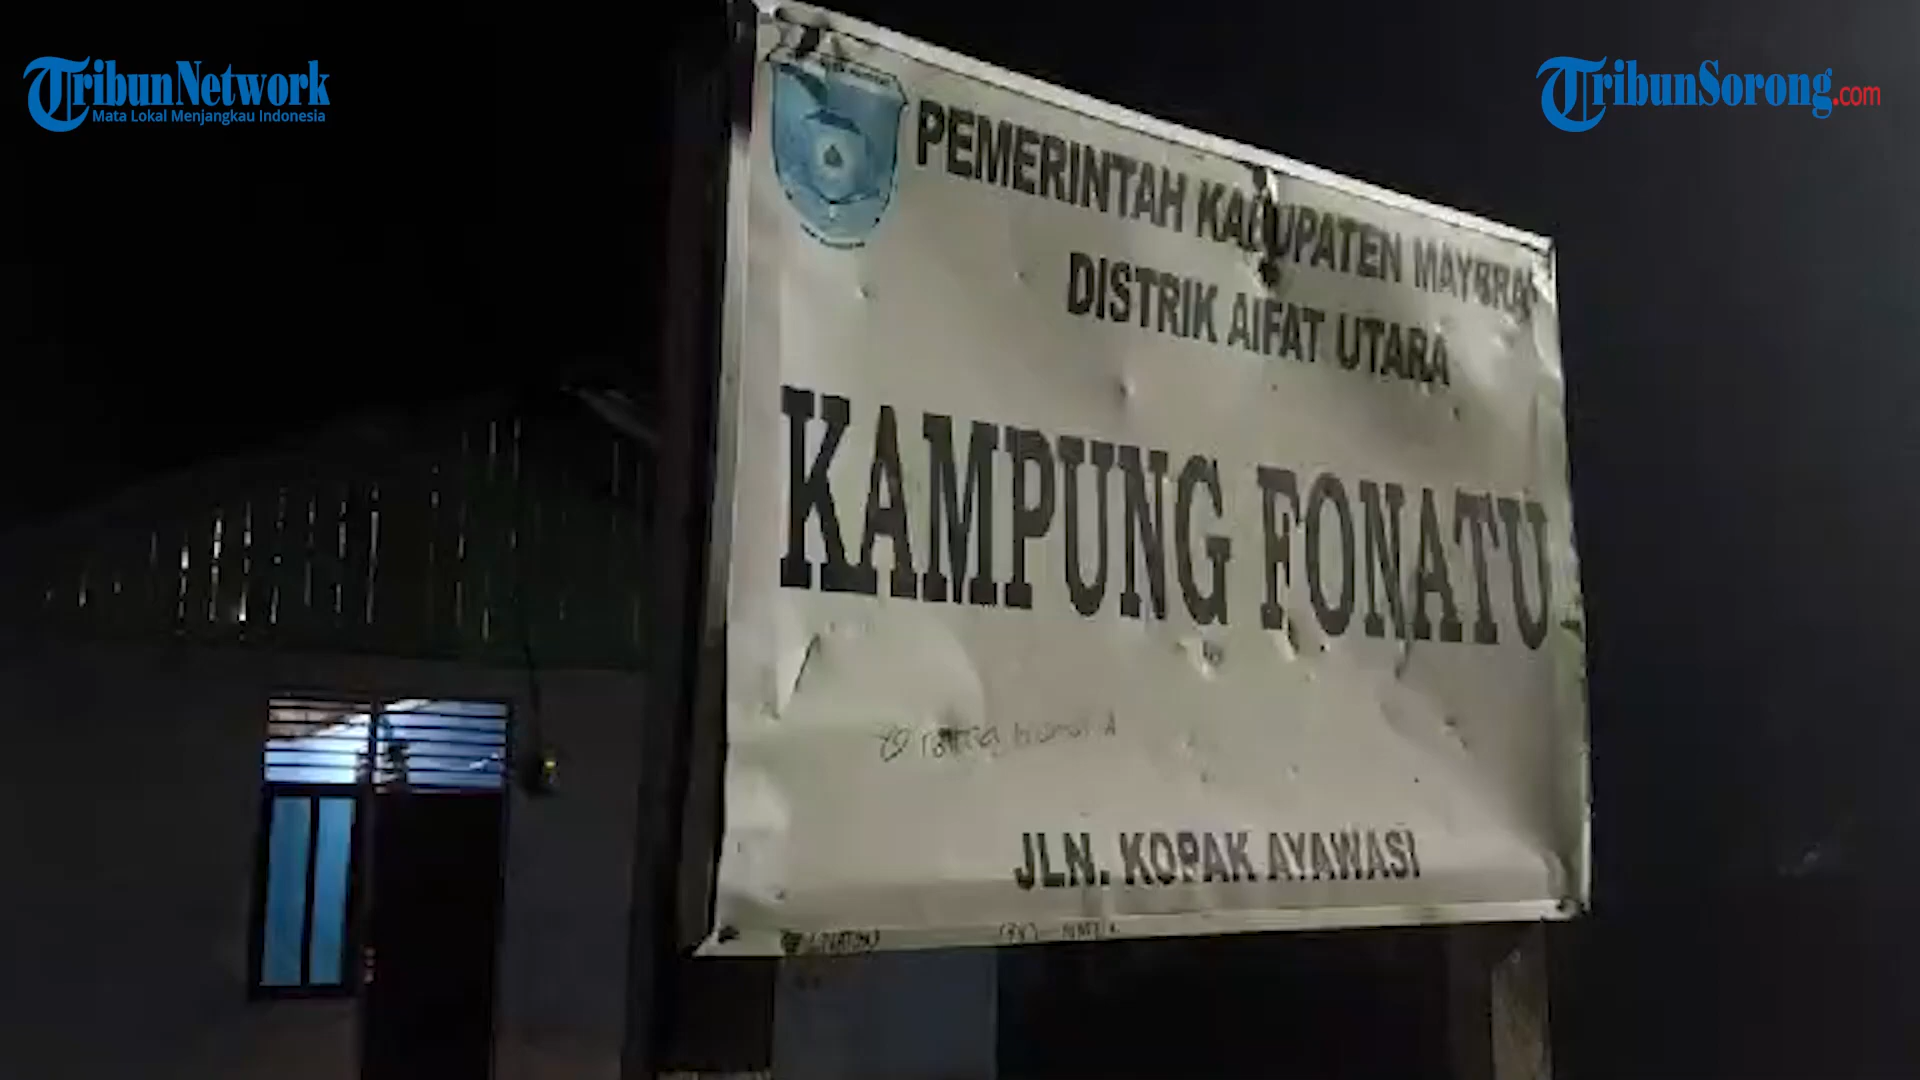 TribunNetwork
Mata Lokal Menjangkau Indonesia
TribunSorong.com
PEMERINTAH KABUPATEN MAYBRAT
DISTRIK AIFAT UTARA
KAMPUNG FONATU
JLN. KOPAK AYAWASI